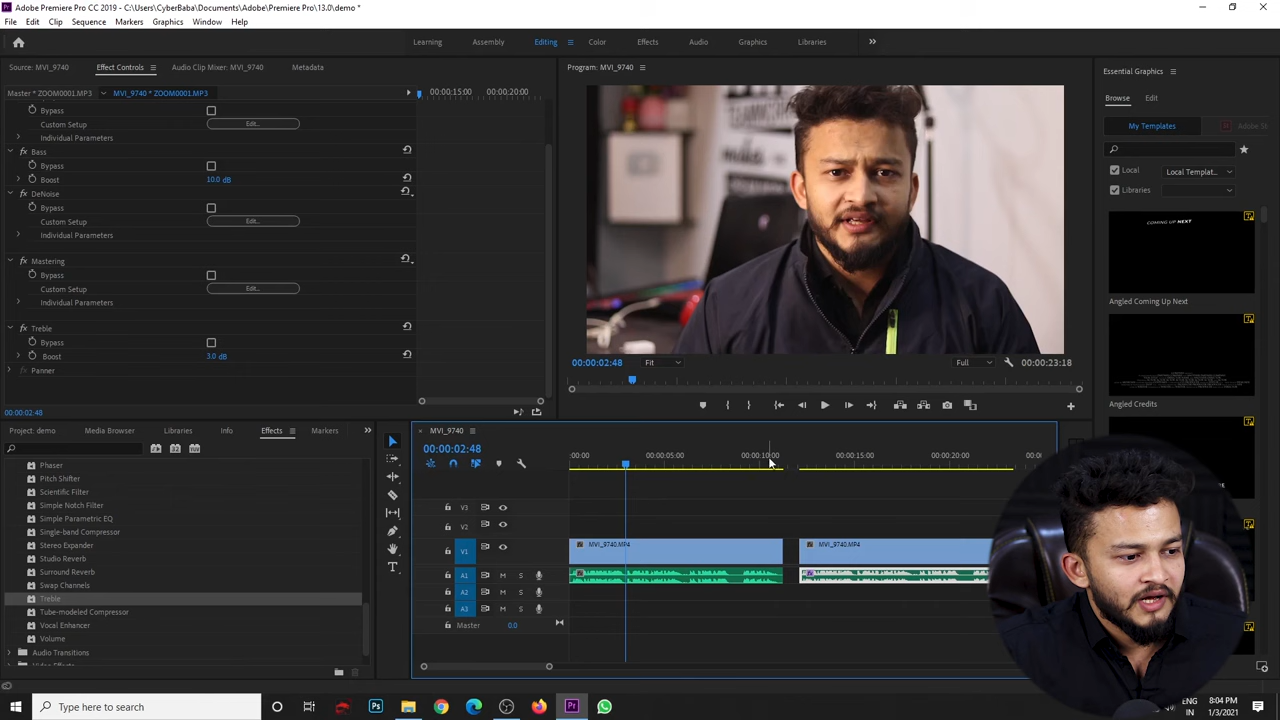 Adobe Premiere Pro CC 2019 - C:\Users\CyberBaba\Documents\Adobe\Premiere Pro\13.0\demo *
File Edit Clip Sequence Markers Graphics Window Help
Learning Assembly Editing Color Effects Audio Graphics Libraries
Source: MVI_9740 Effect Controls Audio Clip Mixer: MVI_9740 Metadata
Program: MVI_9740
Essential Graphics
Master * ZOOM0001.MP3 MVI_9740 * ZOOM0001.MP3
00:00:15:00 00:00:20:00
Browse Edit
Bypass
Custom Setup Edit...
Individual Parameters
My Templates Adobe St
fx Bass
Bypass
Boost 10.0 dB
Local Local Templat...
Libraries
fx DeNoise
Bypass
Custom Setup Edit...
Individual Parameters
COMING UP NEXT
Angled Coming Up Next
fx Mastering
Bypass
Custom Setup Edit...
Individual Parameters
fx Treble
Bypass
Boost 3.0 dB
fx Panner
00:00:02:48 Fit Full 00:00:23:18
Angled Credits
00:00:02:48
Project: demo Media Browser Libraries Info Effects Markers
MVI_9740
00:00:02:48
:00:00 00:00:05:00 00:00:10:00 00:00:15:00 00:00:20:00 00:00
Phaser
Pitch Shifter
Scientific Filter
Simple Notch Filter
Simple Parametric EQ
Single-band Compressor
Stereo Expander
Studio Reverb
Surround Reverb
Swap Channels
Treble
Tube-modeled Compressor
Vocal Enhancer
Volume
Audio Transitions
Video Effects
V3
V2
V1 MVI_9740.MP4 MVI_9740.MP4
A1 M S
A2 M S
A3 M S
Master 0.0
Type here to search
Ps
Pr
ENG
IN
8:04 PM
1/3/2021